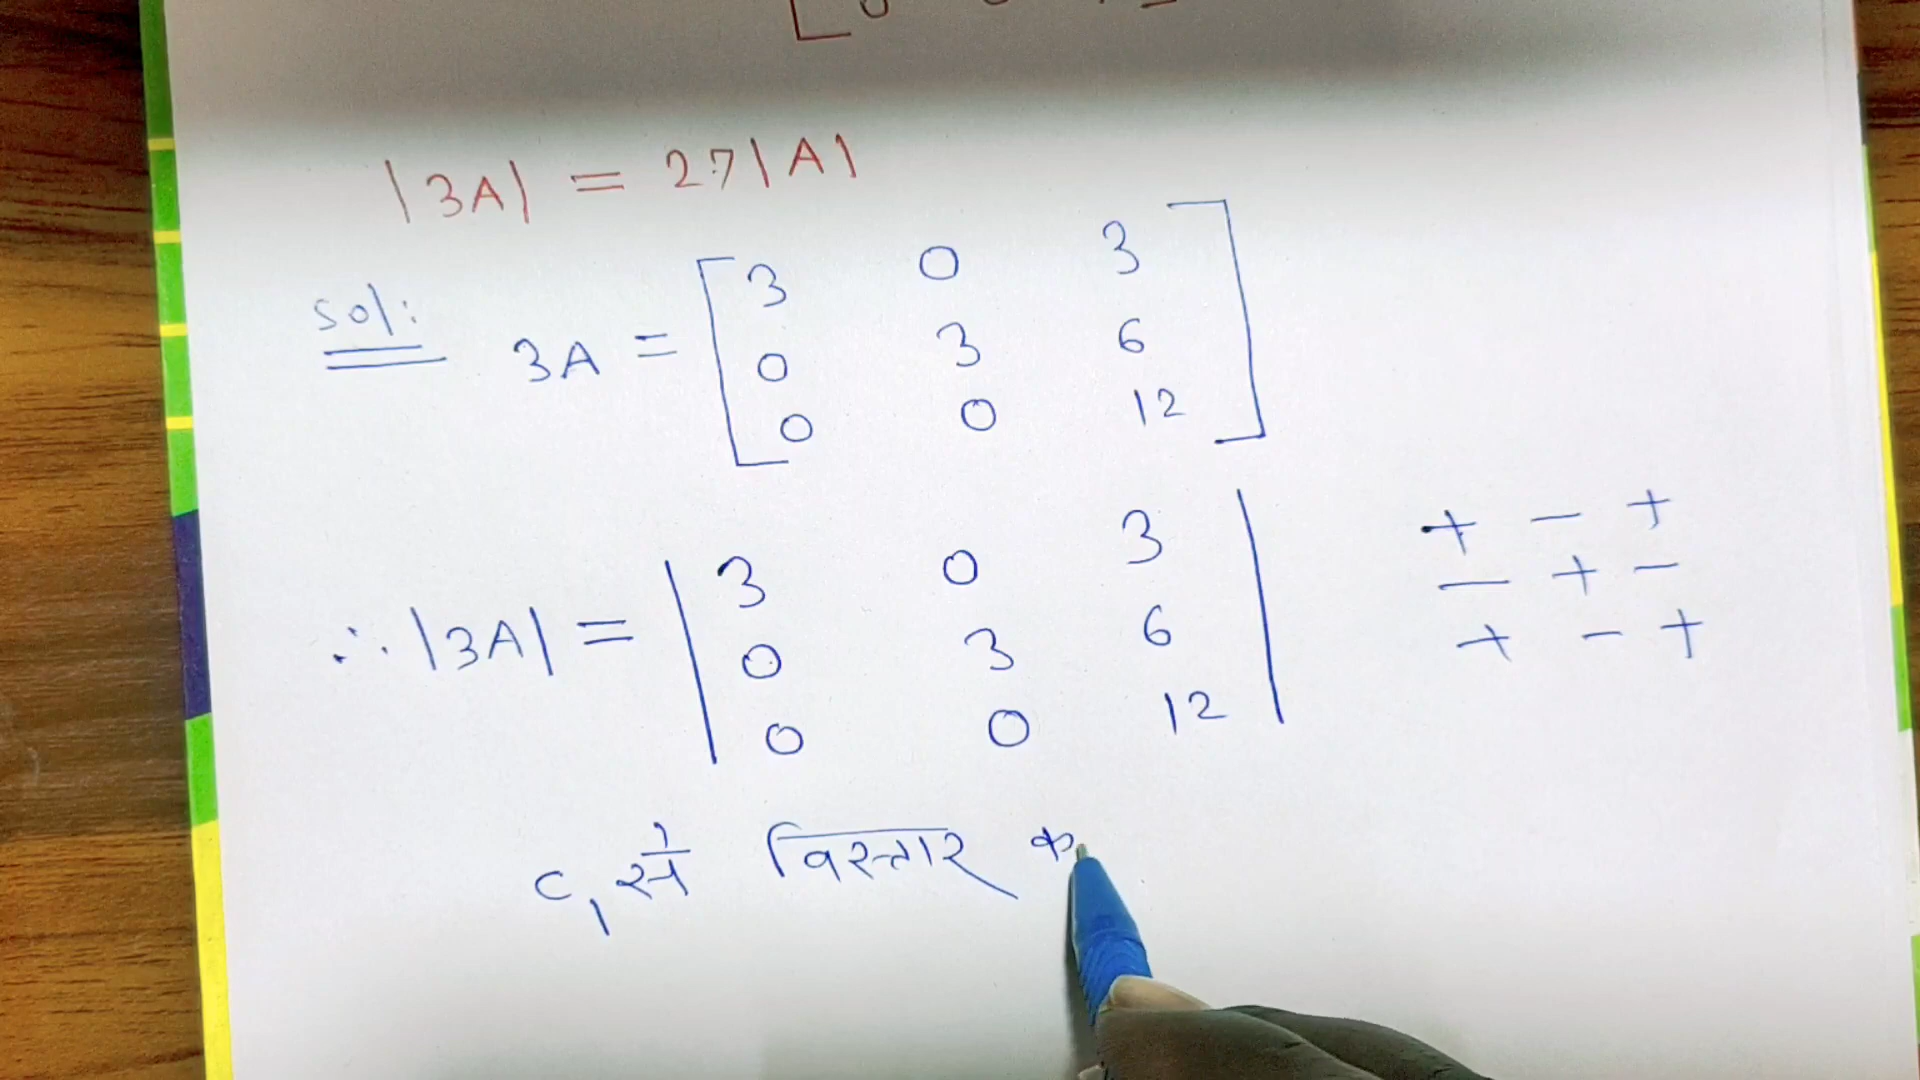 |3A| = 27|A|
Sol: 3A = [3 0 3
0 3 6
0 0 12]
∴ |3A| = |3 0 3| + - +
0 3 6 - + -
0 0 12 + - +
C₁ से विस्तार क